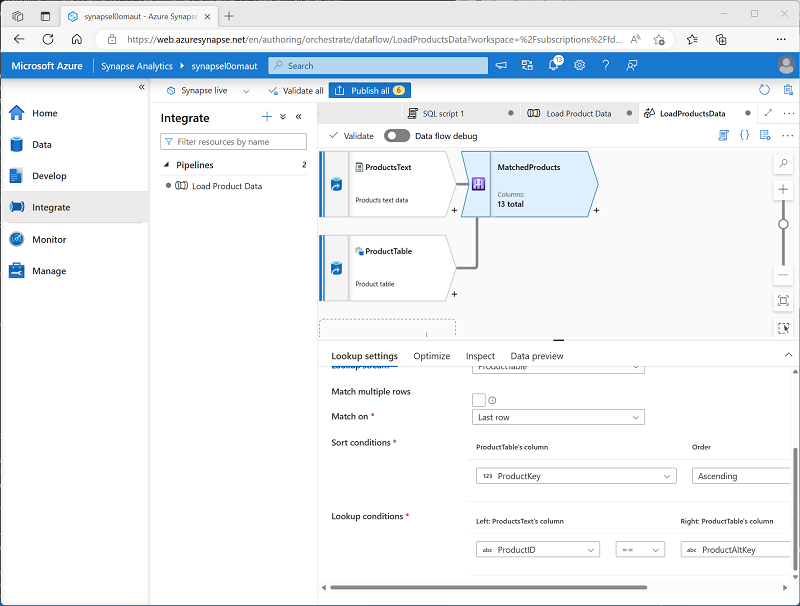 synapsel0omaut - Azure Synapse
https://web.azuresynapse.net/en/authoring/orchestrate/dataflow/LoadProductsData?workspace=%2Fsubscriptions%2Ffd...
Microsoft Azure
Synapse Analytics
synapsel0omaut
Search
13
Synapse live
Validate all
Publish all
6
Home
Data
Develop
Integrate
Monitor
Manage
Integrate
Filter resources by name
Pipelines
2
Load Product Data
SQL script 1
Load Product Data
LoadProductsData
Validate
Data flow debug
ProductsText
Products text data
MatchedProducts
Columns:
13 total
ProductTable
Product table
Lookup settings
Optimize
Inspect
Data preview
Lookup stream
ProductTable
Match multiple rows
Match on *
Last row
Sort conditions *
ProductTable's column
Order
123 ProductKey
Ascending
Lookup conditions *
Left: ProductsText's column
Right: ProductTable's column
abc ProductID
==
abc ProductAltKey